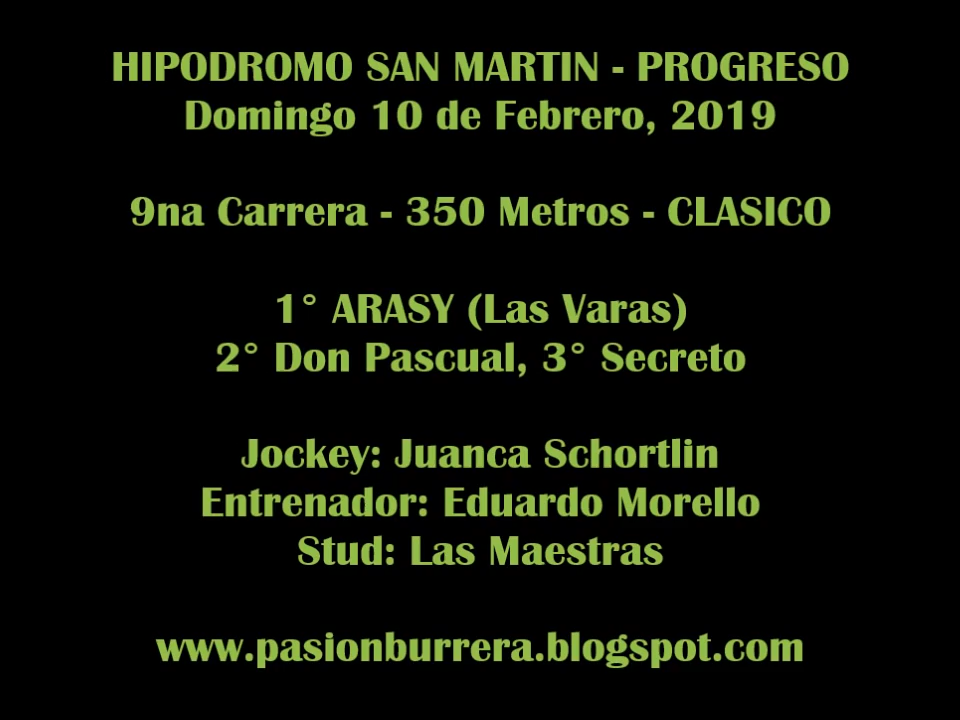 HIPODROMO SAN MARTIN - PROGRESO
Domingo 10 de Febrero, 2019
9na Carrera - 350 Metros - CLASICO
1° ARASY (Las Varas)
2° Don Pascual, 3° Secreto
Jockey: Juanca Schortlin
Entrenador: Eduardo Morello
Stud: Las Maestras
www.pasionburrera.blogspot.com